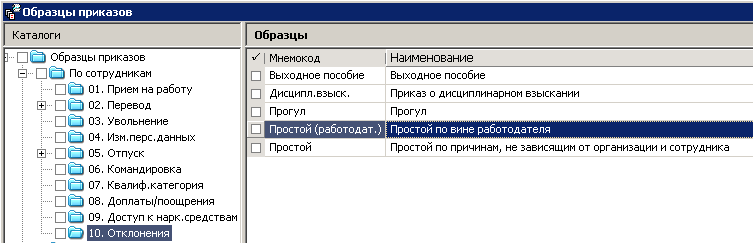 Образцы приказов
Каталоги
Образцы приказов
По сотрудникам
01. Прием на работу
02. Перевод
03. Увольнение
04. Изм.перс.данных
05. Отпуск
06. Командировка
07. Квалиф.категория
08. Доплаты/поощрения
09. Доступ к нарк.средствам
10. Отклонения
Образцы
Мнемокод Наименование
Выходное пособие Выходное пособие
Дисципл.взыск. Приказ о дисциплинарном взыскании
Прогул Прогул
Простой (работодат.) Простой по вине работодателя
Простой Простой по причинам, не зависящим от организации и сотрудника